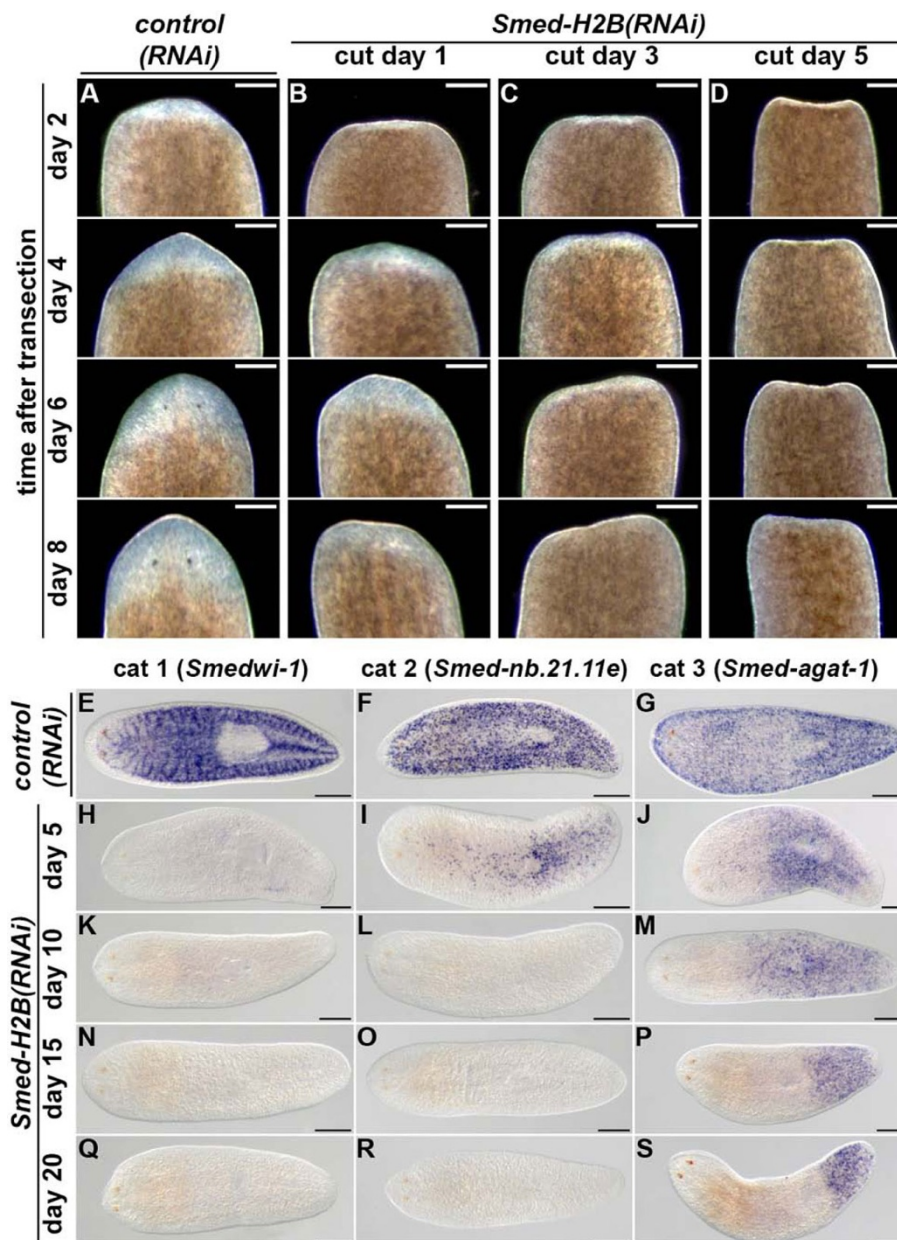 control
(RNAi)
Smed-H2B(RNAi)
cut day 1
cut day 3
cut day 5
time after transection
day 2
A
B
C
D
day 4
day 6
day 8
cat 1 (Smedwi-1)
cat 2 (Smed-nb.21.11e)
cat 3 (Smed-agat-1)
control
(RNAi)
E
F
G
Smed-H2B(RNAi)
day 5
H
I
J
day 10
K
L
M
day 15
N
O
P
day 20
Q
R
S